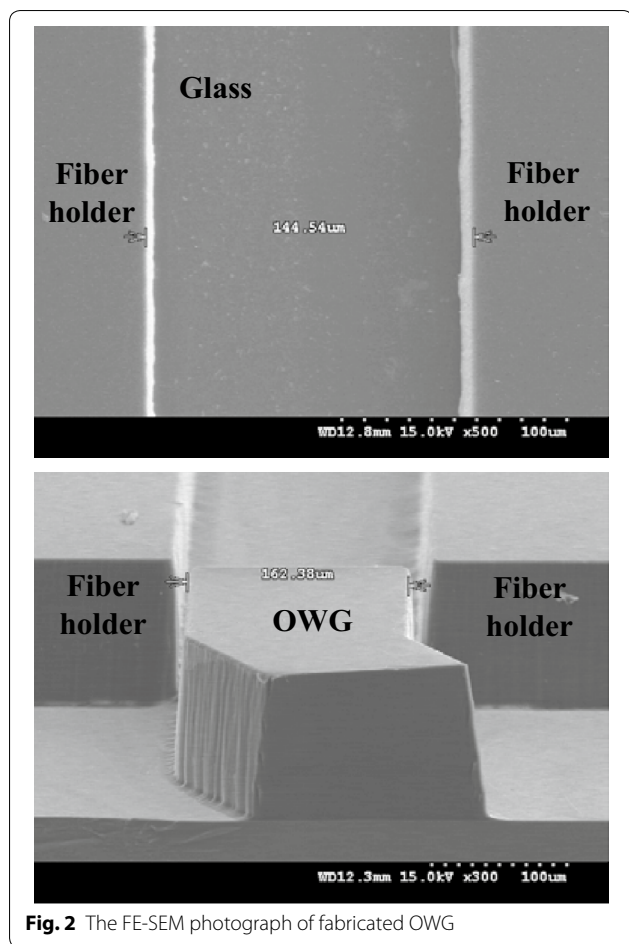 Glass
Fiber
holder
Fiber
holder
144.54um
WD12.8mm 15.0kV x500 100um
162.38um
Fiber
holder
OWG
Fiber
holder
WD12.3mm 15.0kV x300 100um
Fig. 2 The FE-SEM photograph of fabricated OWG